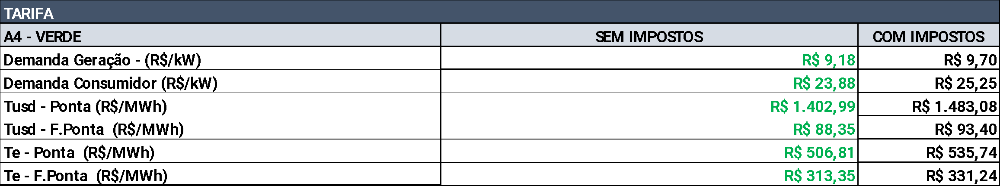 TARIFA
A4 - VERDE SEM IMPOSTOS COM IMPOSTOS
Demanda Geração - (R$/kW) R$ 9,18 R$ 9,70
Demanda Consumidor (R$/kW) R$ 23,88 R$ 25,25
Tusd - Ponta (R$/MWh) R$ 1.402,99 R$ 1.483,08
Tusd - F.Ponta (R$/MWh) R$ 88,35 R$ 93,40
Te - Ponta (R$/MWh) R$ 506,81 R$ 535,74
Te - F.Ponta (R$/MWh) R$ 313,35 R$ 331,24